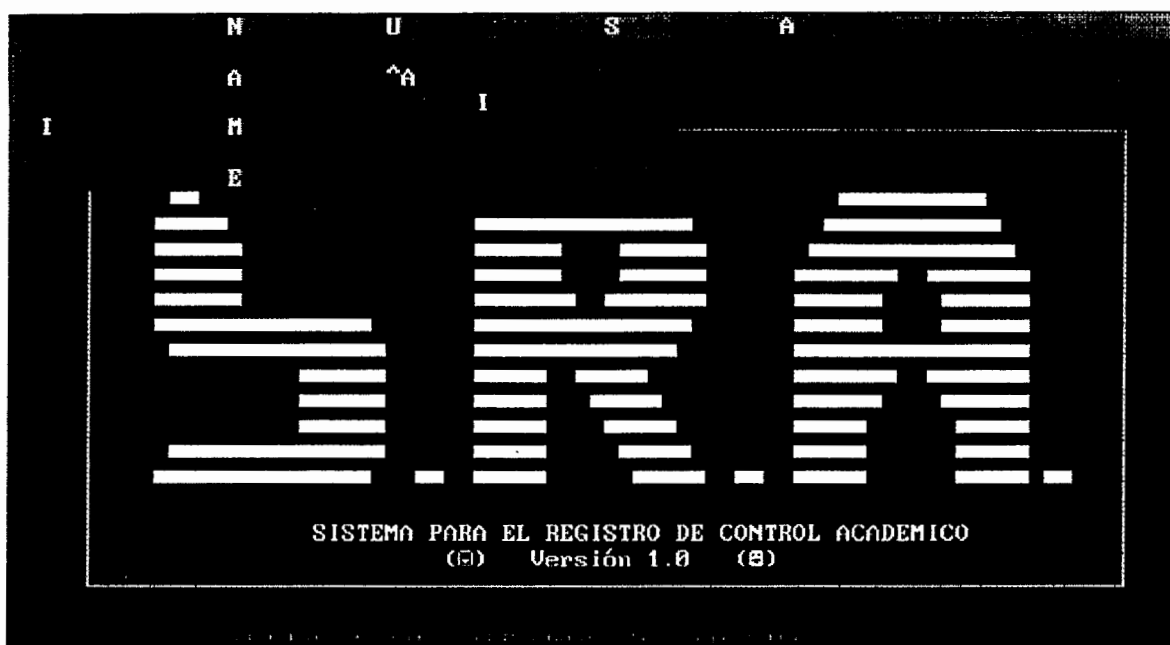 N U S A
A ^A
I
I M
E
S.R.A.
SISTEMA PARA EL REGISTRO DE CONTROL ACADEMICO
(☺) Versión 1.0 (☻)